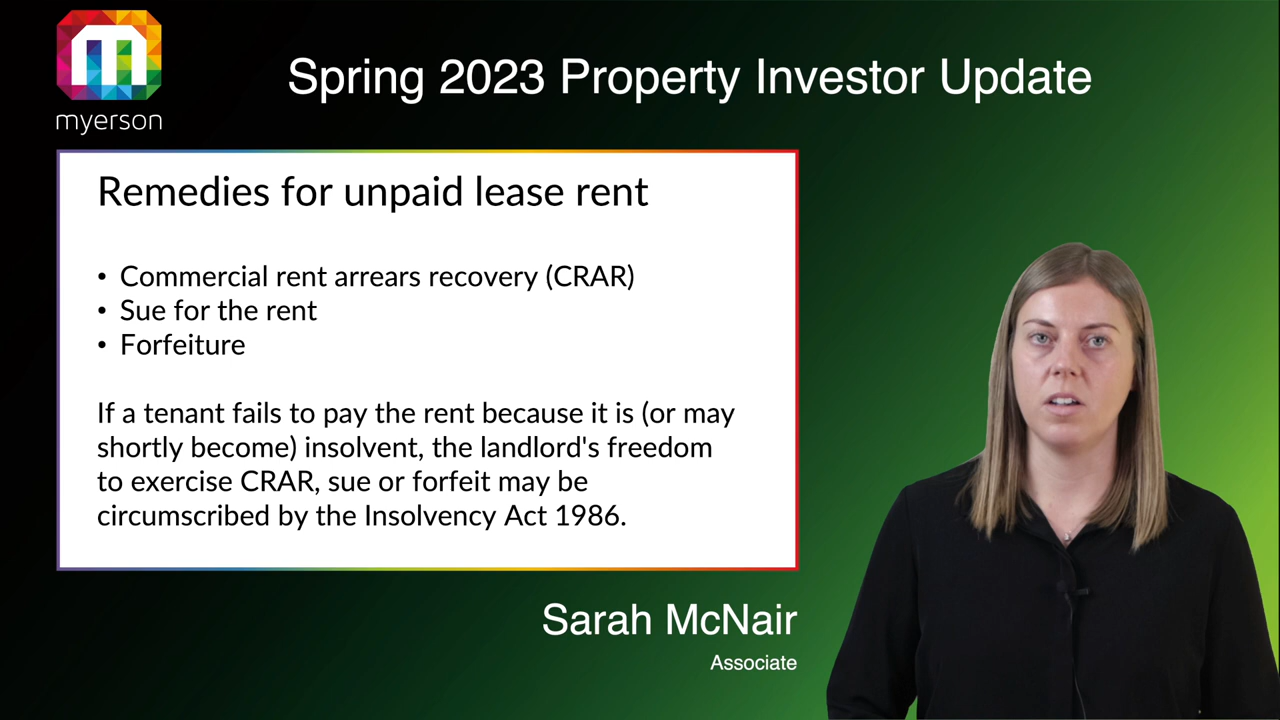 myerson
Spring 2023 Property Investor Update
Remedies for unpaid lease rent
• Commercial rent arrears recovery (CRAR)
• Sue for the rent
• Forfeiture
If a tenant fails to pay the rent because it is (or may
shortly become) insolvent, the landlord's freedom
to exercise CRAR, sue or forfeit may be
circumscribed by the Insolvency Act 1986.
Sarah McNair
Associate